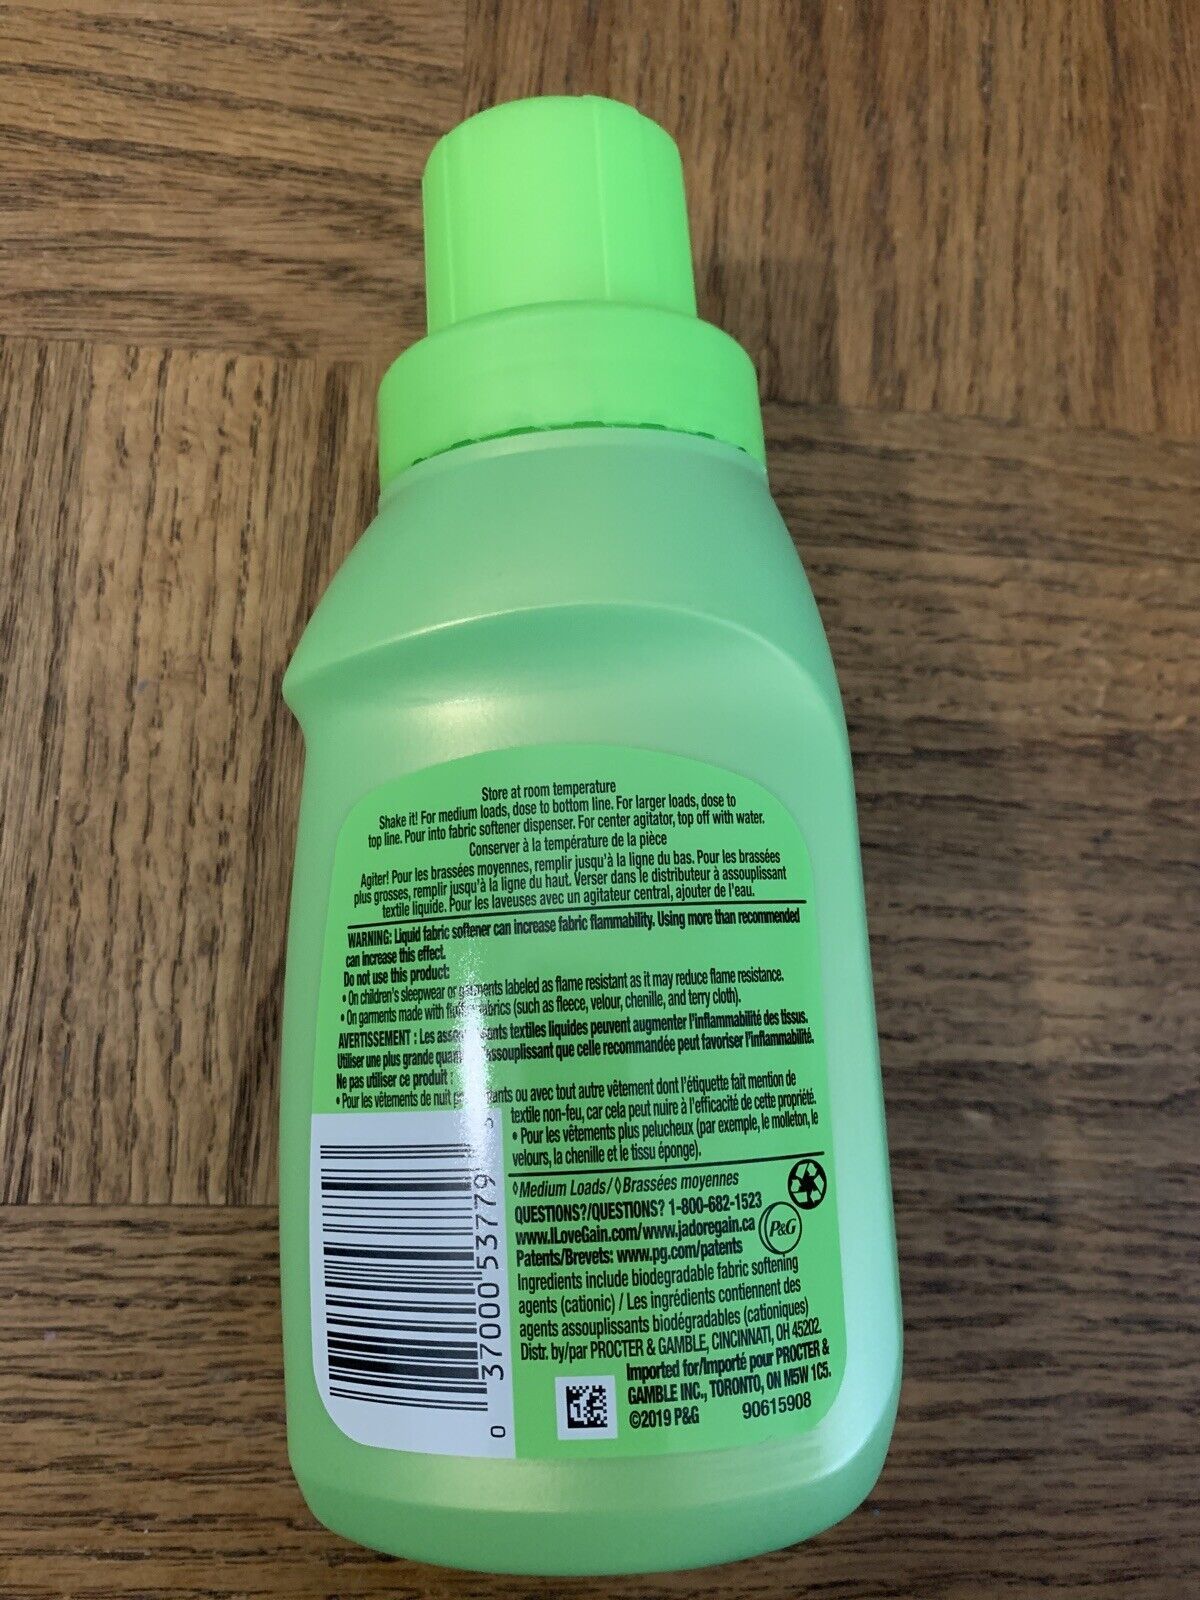 Store at room temperature
Shake it! For medium loads, dose to bottom line. For larger loads, dose to
top line. Pour into fabric softener dispenser. For center agitator, top off with water.
Conserver à la température de la pièce
Agiter! Pour les brassées moyennes, remplir jusqu'à la ligne du bas. Pour les brassées
plus grosses, remplir jusqu'à la ligne du haut. Verser dans le distributeur à assouplissant
textile liquide. Pour les laveuses avec un agitateur central, ajouter de l'eau.
WARNING: Liquid fabric softener can increase fabric flammability. Using more than recommended
can increase this effect.
Do not use this product:
• On children's sleepwear or garments labeled as flame resistant as it may reduce flame resistance.
• On garments made with fabrics (such as fleece, velour, chenille, and terry cloth).
AVERTISSEMENT : Les textiles liquides peuvent augmenter l'inflammabilité des tissus.
Utiliser une plus grande assouplissant que celle recommandée peut favoriser l'inflammabilité.
Ne pas utiliser ce produit :
• Pour les vêtements de nuit ou avec tout autre vêtement dont l'étiquette fait mention de
textile non-feu, car cela peut nuire à l'efficacité de cette propriété.
• Pour les vêtements plus pelucheux (par exemple, le molleton, le
velours, la chenille et le tissu éponge).
◊Medium Loads/◊Brassées moyennes
QUESTIONS?/QUESTIONS? 1-800-682-1523
www.ILoveGain.com/www.jadoregain.ca
P&G
Patents/Brevets: www.pg.com/patents
Ingredients include biodegradable fabric softening
agents (cationic) / Les ingrédients contiennent des
agents assouplissants biodégradables (cationiques)
Distr. by/par PROCTER & GAMBLE, CINCINNATI, OH 45202.
Imported for/Importé pour PROCTER &
GAMBLE INC., TORONTO, ON M5W 1C5.
©2019 P&G 90615908
0 37000 53779